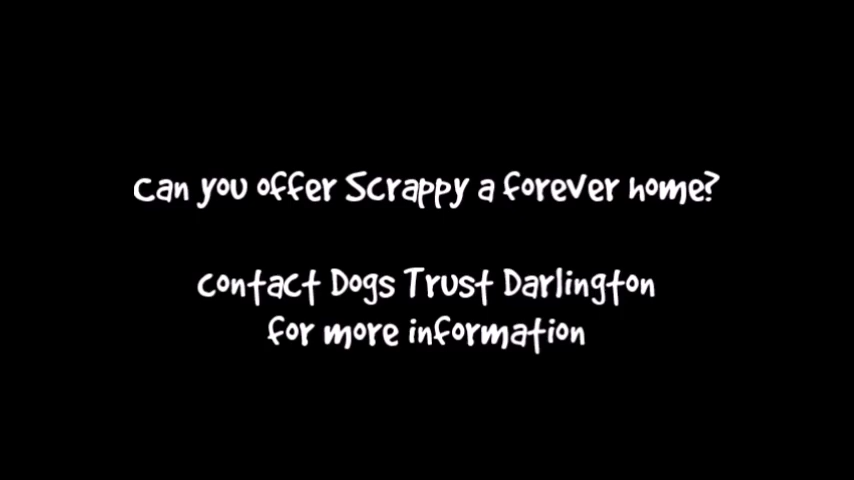 Can you offer Scrappy a forever home?
Contact Dogs Trust Darlington
for more information